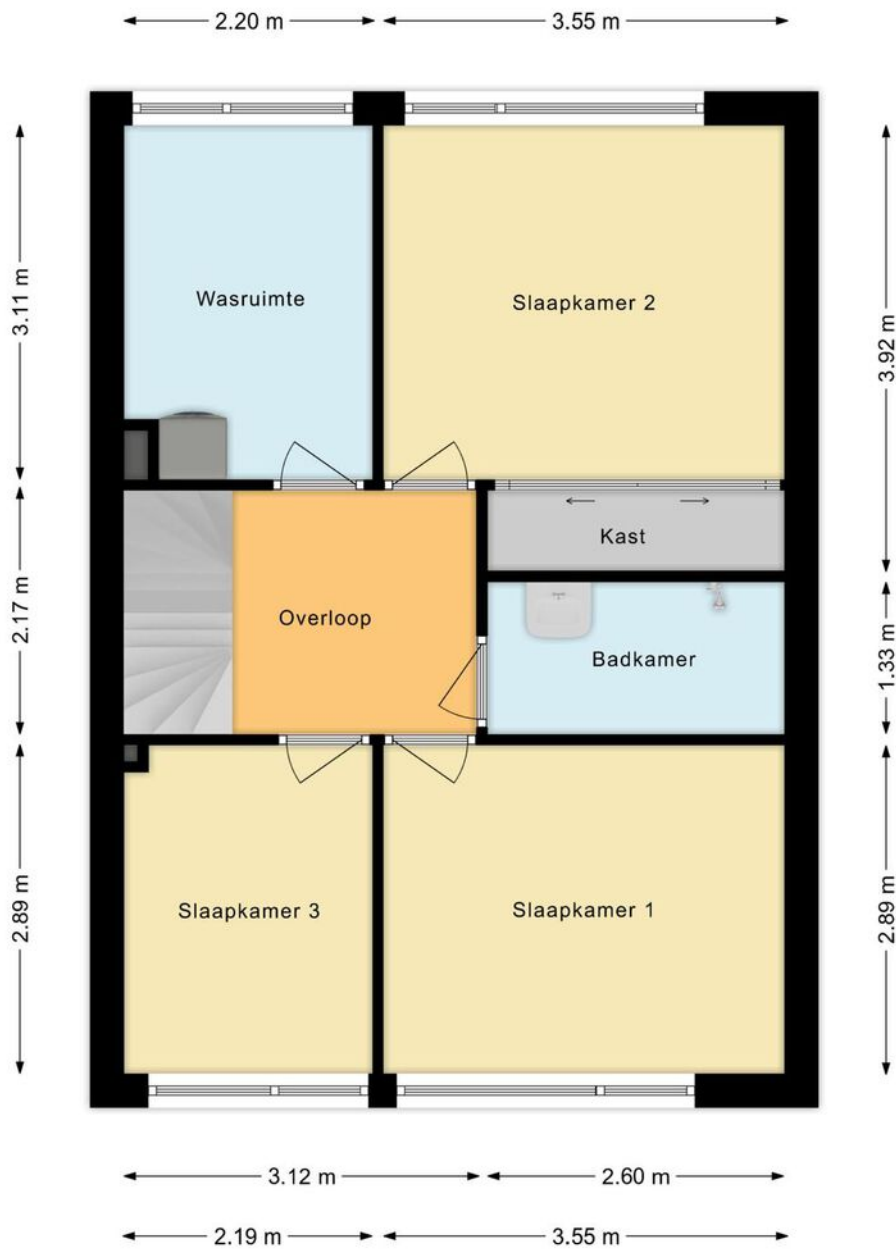 2.20 m
3.55 m
3.11 m
3.92 m
Wasruimte
Slaapkamer 2
Kast
2.17 m
Overloop
Badkamer
1.33 m
2.89 m
Slaapkamer 3
Slaapkamer 1
2.89 m
3.12 m
2.60 m
2.19 m
3.55 m